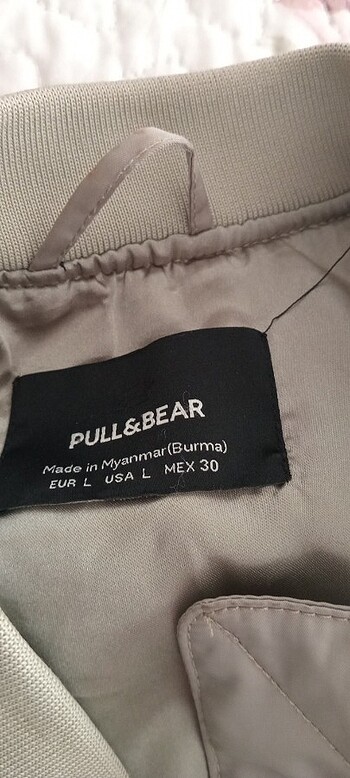 PULL&BEAR
Made in Myanmar(Burma)
EUR L USA L MEX 30